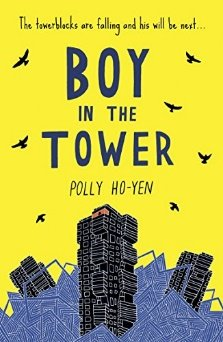 The towerblocks are falling and his will be next...
BOY
IN THE
TOWER
POLLY HO-YEN